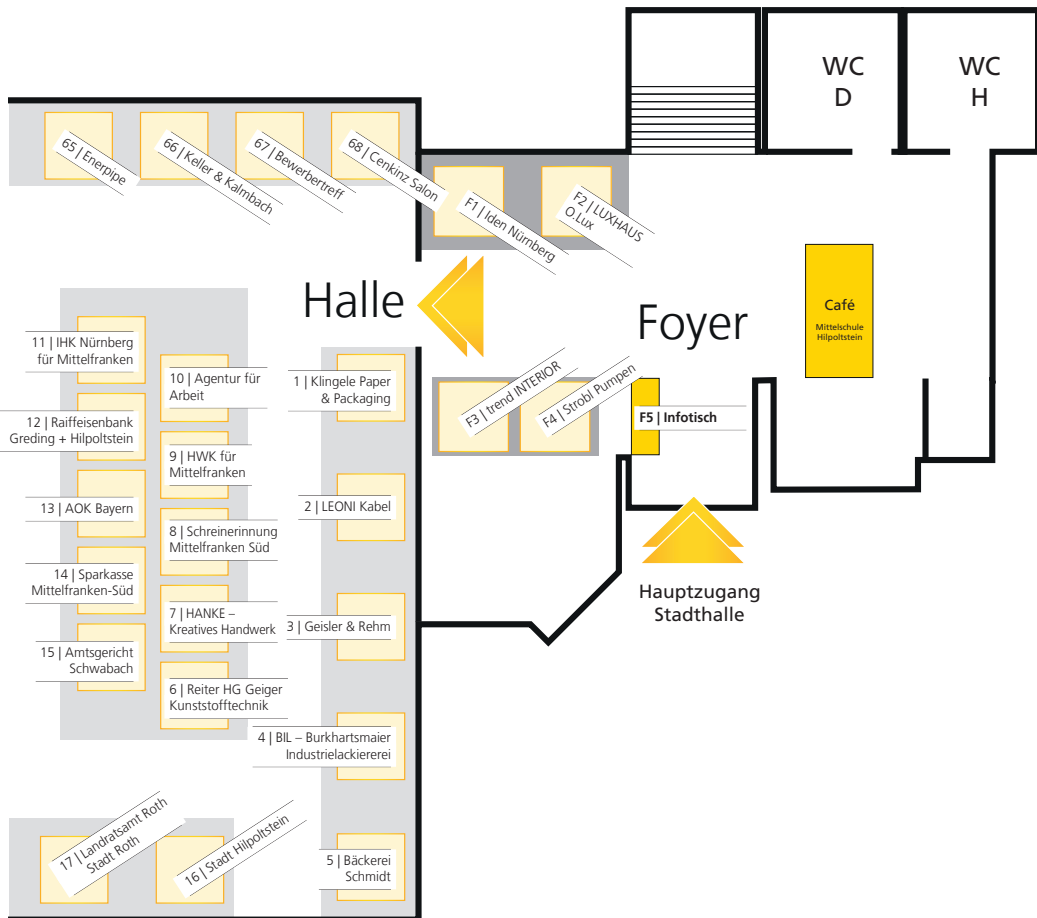 WC
D
WC
H
65 | Enerpipe
66 | Keller & Kalmbach
67 | Bewerbertreff
68 | Cenkinz Salon
F1 | Iden Nürnberg
F2 | LUXHAUS
O.Lux
Halle
Foyer
Café
Mittelschule
Hilpoltstein
11 | IHK Nürnberg
für Mittelfranken
10 | Agentur für
Arbeit
1 | Klingele Paper
& Packaging
F3 | trend INTERIOR
F4 | Strobl Pumpen
F5 | Infotisch
12 | Raiffeisenbank
Greding + Hilpoltstein
9 | HWK für
Mittelfranken
13 | AOK Bayern
2 | LEONI Kabel
8 | Schreinerinnung
Mittelfranken Süd
14 | Sparkasse
Mittelfranken-Süd
Hauptzugang
Stadthalle
7 | HANKE –
Kreatives Handwerk
3 | Geisler & Rehm
15 | Amtsgericht
Schwabach
6 | Reiter HG Geiger
Kunststofftechnik
4 | BIL – Burkhartsmaier
Industrielackiererei
17 | Landratsamt Roth
Stadt Roth
16 | Stadt Hilpoltstein
5 | Bäckerei
Schmidt